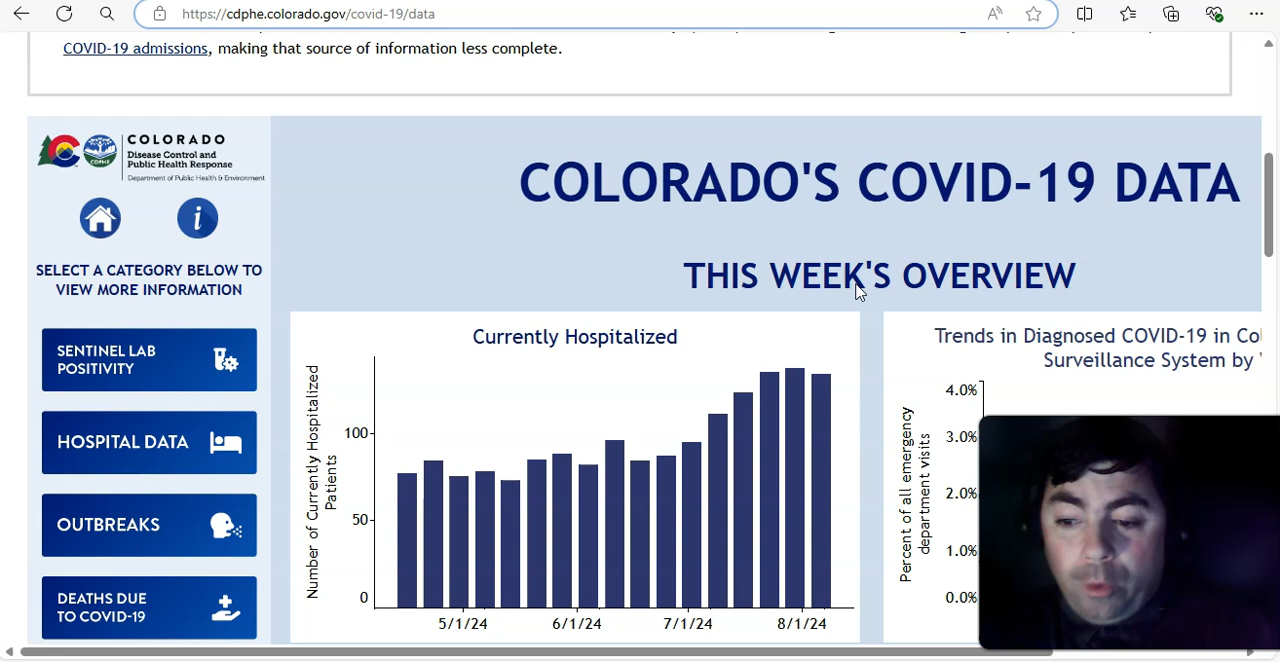 https://cdphe.colorado.gov/covid-19/data
COVID-19 admissions, making that source of information less complete.
COLORADO
Disease Control and
Public Health Response
Department of Public Health & Environment
SELECT A CATEGORY BELOW TO
VIEW MORE INFORMATION
SENTINEL LAB
POSITIVITY
HOSPITAL DATA
OUTBREAKS
DEATHS DUE
TO COVID-19
COLORADO'S COVID-19 DATA
THIS WEEK'S OVERVIEW
Currently Hospitalized
Number of Currently Hospitalized
Patients
100
50
0
5/1/24
6/1/24
7/1/24
8/1/24
Trends in Diagnosed COVID-19 in Col
Surveillance System by
Percent of all emergency
department visits
4.0%
3.0%
2.0%
1.0%
0.0%